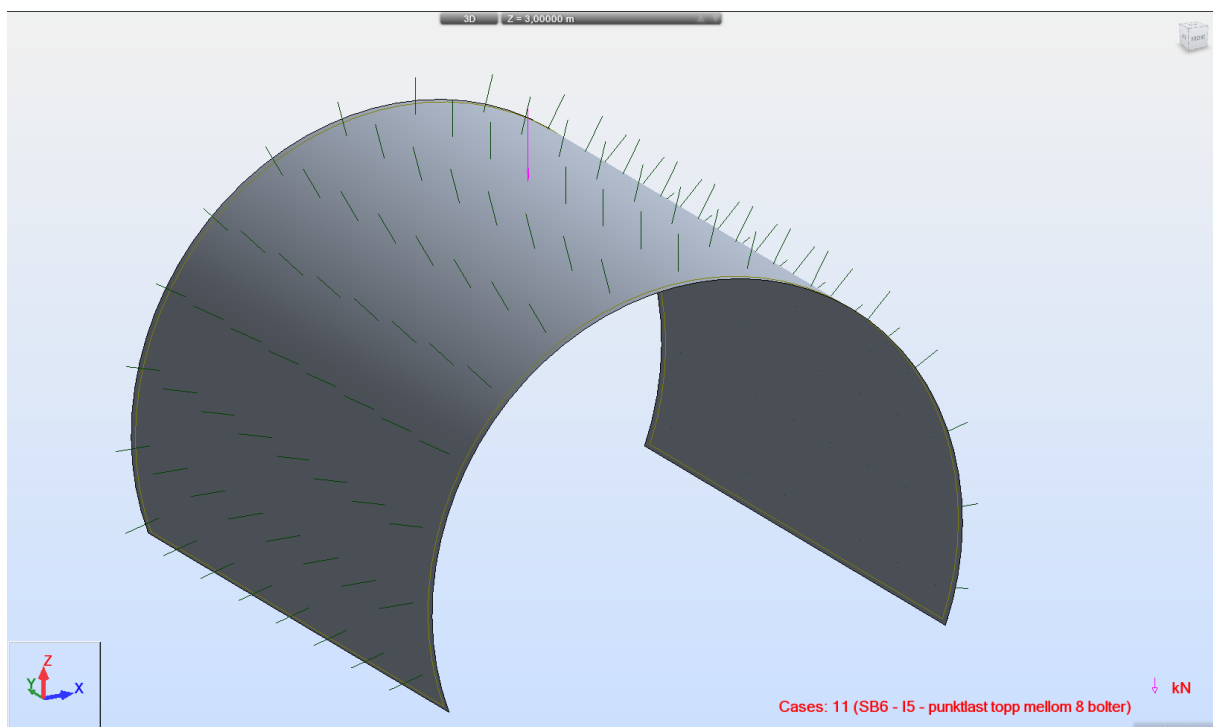 3D
Z = 3,00000 m
Z
Y
X
kN
Cases: 11 (SB6 - I5 - punktlast topp mellom 8 bolter)